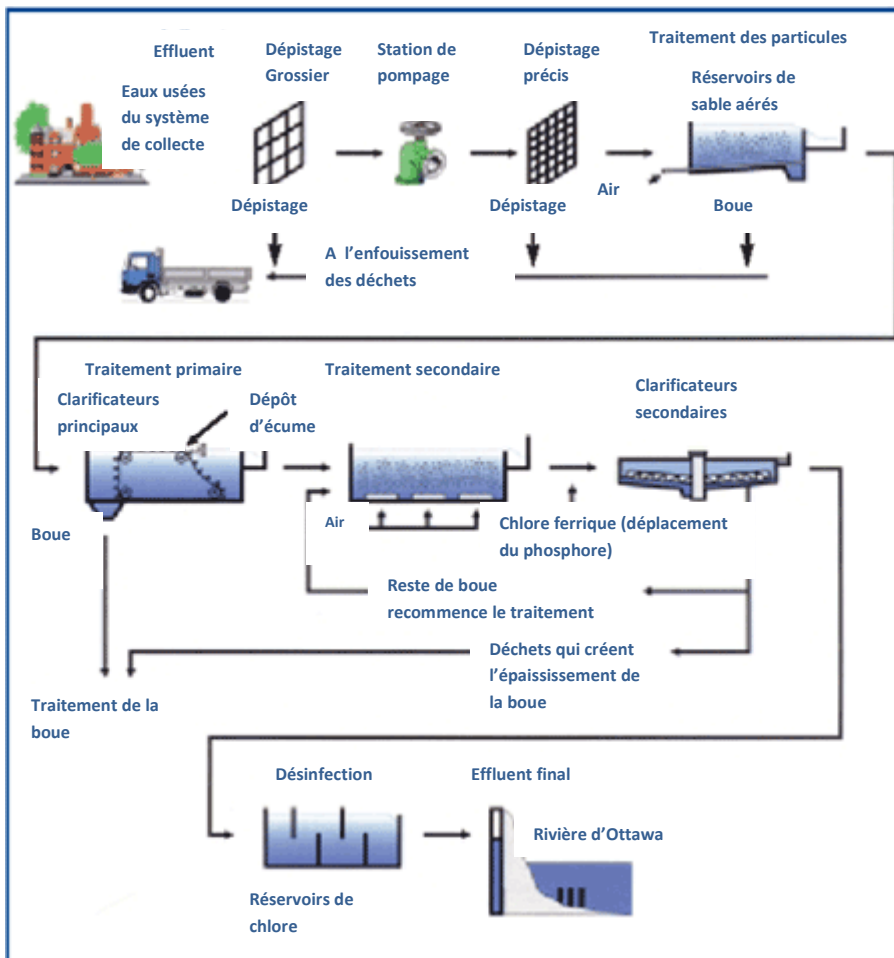 Effluent
Eaux usées
du système
de collecte
Dépistage
Grossier
Station de
pompage
Dépistage
précis
Traitement des particules
Réservoirs de
sable aérés
Dépistage
Dépistage
Air
Boue
A l’enfouissement
des déchets
Traitement primaire
Clarificateurs
principaux
Dépôt
d’écume
Traitement secondaire
Clarificateurs
secondaires
Boue
Air
Chlore ferrique (déplacement
du phosphore)
Reste de boue
recommence le traitement
Déchets qui créent
l’épaississement de
la boue
Traitement de la
boue
Désinfection
Effluent final
Rivière d’Ottawa
Réservoirs de
chlore